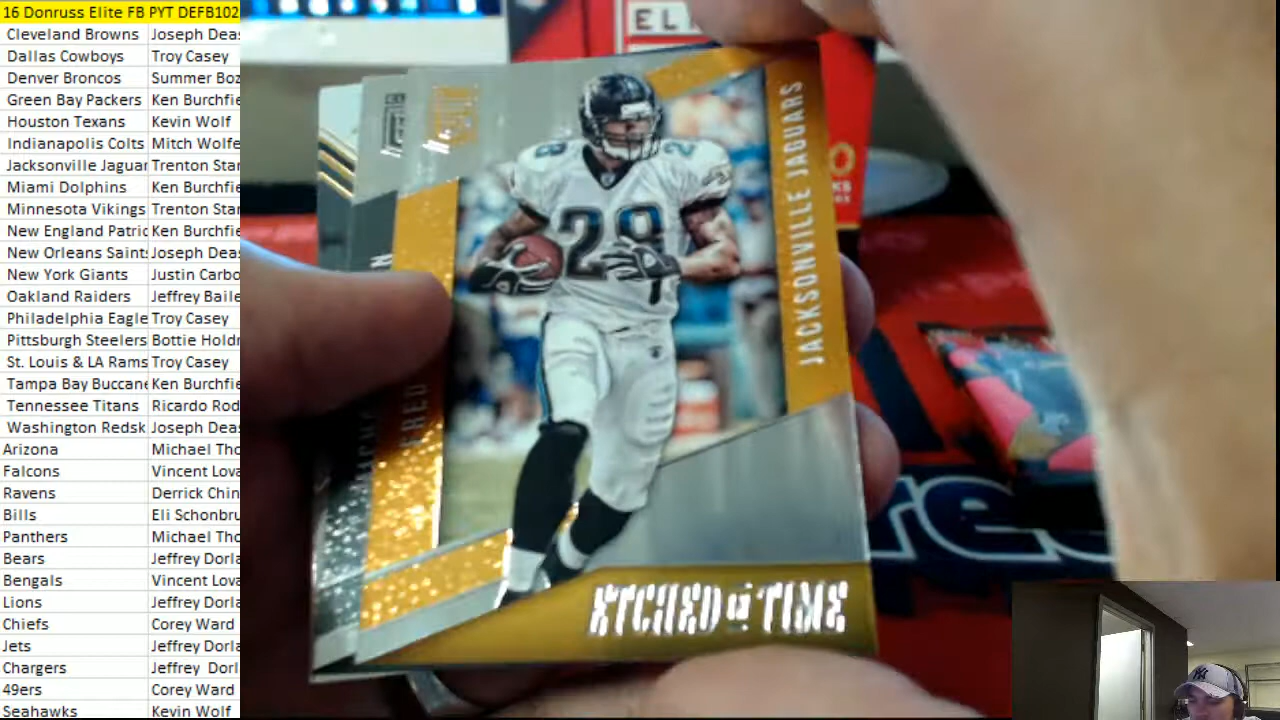 16 Donruss Elite FB PYT DEFB102
Cleveland Browns Joseph Deas
Dallas Cowboys Troy Casey
Denver Broncos Summer Boz
Green Bay Packers Ken Burchfie
Houston Texans Kevin Wolf
Indianapolis Colts Mitch Wolfe
Jacksonville Jaguar Trenton Star
Miami Dolphins Ken Burchfie
Minnesota Vikings Trenton Star
New England Patric Ken Burchfie
New Orleans Saints Joseph Deas
New York Giants Justin Carbo
Oakland Raiders Jeffrey Baile
Philadelphia Eagle Troy Casey
Pittsburgh Steelers Bottie Holdr
St. Louis & LA Rams Troy Casey
Tampa Bay Buccane Ken Burchfie
Tennessee Titans Ricardo Rod
Washington Redsk Joseph Deas
Arizona Michael Tho
Falcons Vincent Lova
Ravens Derrick Chin
Bills Eli Schonbru
Panthers Michael Tho
Bears Jeffrey Dorla
Bengals Vincent Lova
Lions Jeffrey Dorla
Chiefs Corey Ward
Jets Jeffrey Dorla
Chargers Jeffrey Dorl
49ers Corey Ward
Seahawks Kevin Wolf
ELI
28
28
JACKSONVILLE JAGUARS
FRED
ETCHED in TIME